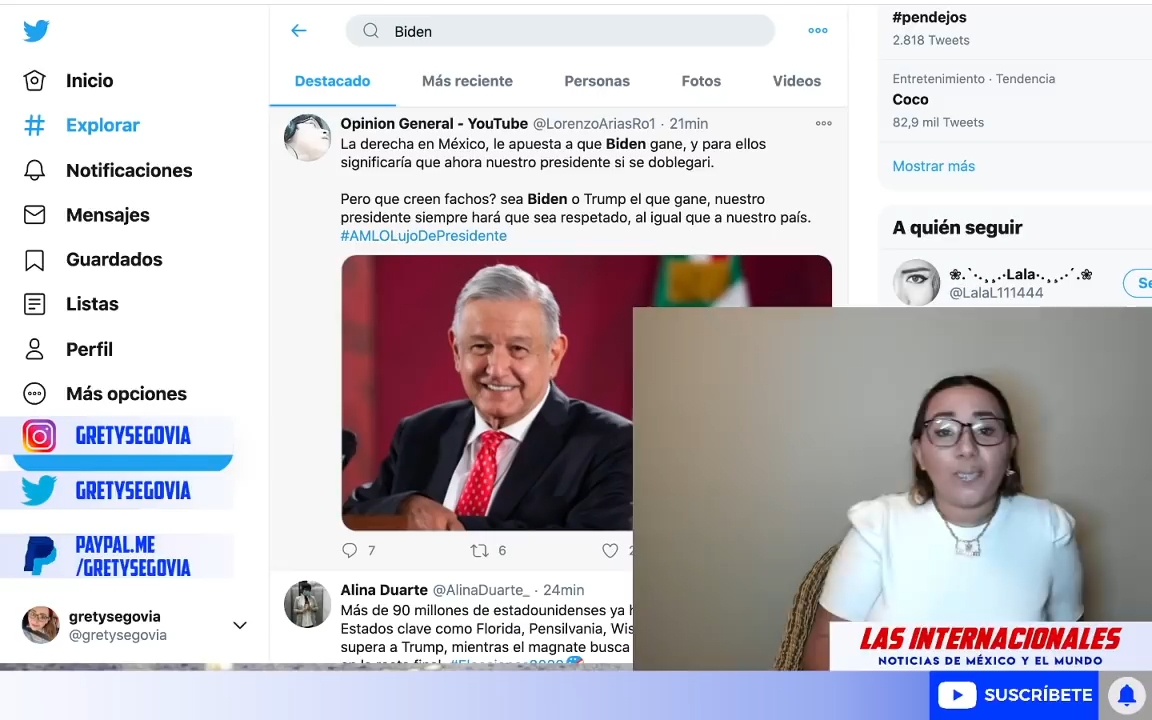 Biden
Destacado
Más reciente
Personas
Fotos
Videos
Inicio
Explorar
Notificaciones
Mensajes
Guardados
Listas
Perfil
Más opciones
GRETYSEGOVIA
GRETYSEGOVIA
PAYPAL.ME
/GRETYSEGOVIA
gretysegovia
@gretysegovia
Opinion General - YouTube @LorenzoAriasRo1 · 21min
La derecha en México, le apuesta a que Biden gane, y para ellos
significaría que ahora nuestro presidente si se doblegari.
Pero que creen fachos? sea Biden o Trump el que gane, nuestro
presidente siempre hará que sea respetado, al igual que a nuestro país.
#AMLOLujoDePresidente
7
6
Alina Duarte @AlinaDuarte_ · 24min
Más de 90 millones de estadounidenses ya
Estados clave como Florida, Pensilvania,
supera a Trump, mientras el magnate busca
#pendejos
2.818 Tweets
Entretenimiento · Tendencia
Coco
82,9 mil Tweets
Mostrar más
A quién seguir
❀.`·.¸¸.·Lala·.¸¸.·´.❀
@LalaL111444
Se
LAS INTERNACIONALES
NOTICIAS DE MÉXICO Y EL MUNDO
SUSCRÍBETE